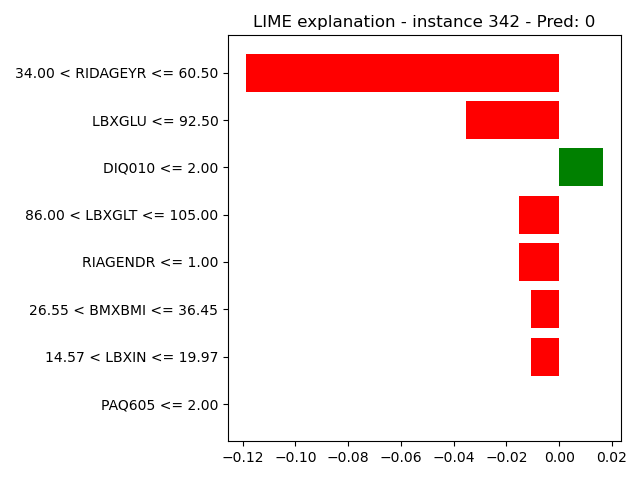 LIME explanation - instance 342 - Pred: 0
34.00 < RIDAGEYR <= 60.50
LBXGLU <= 92.50
DIQ010 <= 2.00
86.00 < LBXGLT <= 105.00
RIAGENDR <= 1.00
26.55 < BMXBMI <= 36.45
14.57 < LBXIN <= 19.97
PAQ605 <= 2.00
−0.12 −0.10 −0.08 −0.06 −0.04 −0.02 0.00 0.02